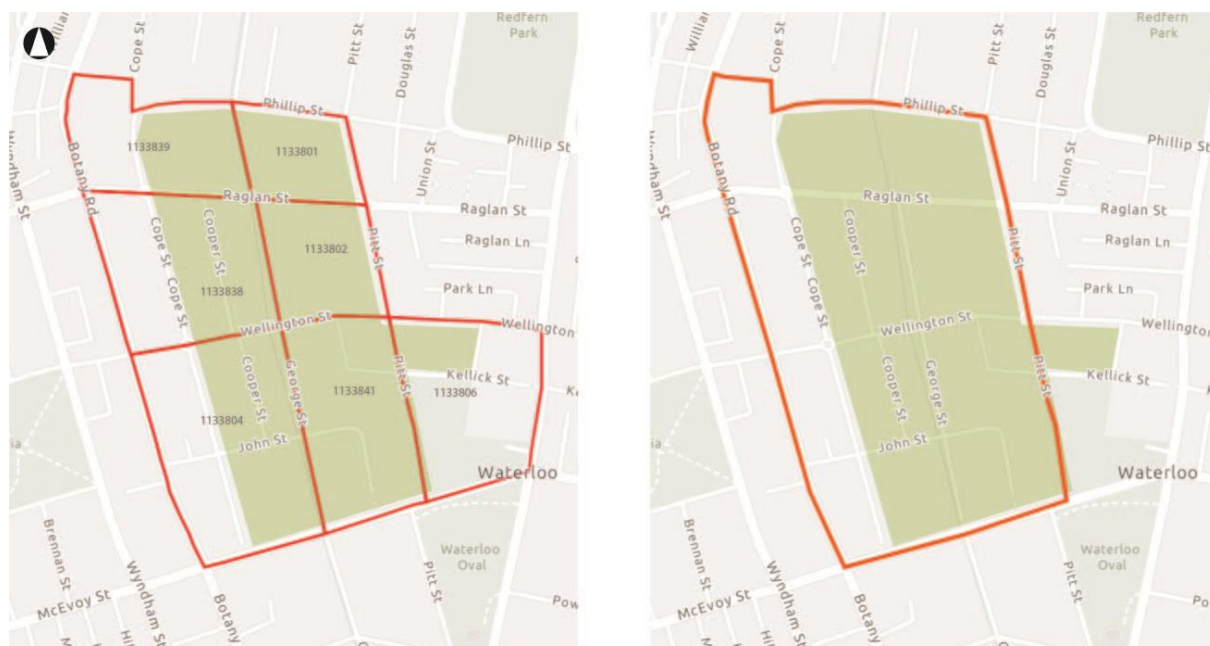 Redfern
Park
Cope St
Pitt St
Douglas St
Phillip St
Phillip St
1133839
1133801
Botany Rd
Wyndham St
Union St
Raglan St
Raglan St
Cope St
Cooper St
1133802
Pitt St
Raglan Ln
Cope St
1133838
Park Ln
Wellington St
Wellington
Cooper St
George St
1133841
Pitt St
Kellick St
1133806
1133804
John St
Waterloo
Brennan St
Waterloo
Oval
McEvoy St
Wyndham St
Botany
Pitt St
Pow
Redfern
Park
Cope St
Pitt St
Douglas St
Phillip St
Phillip St
Botany Rd
Wyndham St
Union St
Raglan St
Raglan St
Cope St
Cooper St
Pitt St
Raglan Ln
Cope St
Park Ln
Wellington St
Wellington
Cooper St
George St
Pitt St
Kellick St
John St
Waterloo
Brennan St
Waterloo
Oval
McEvoy St
Wyndham St
Botany
Pitt St
Po